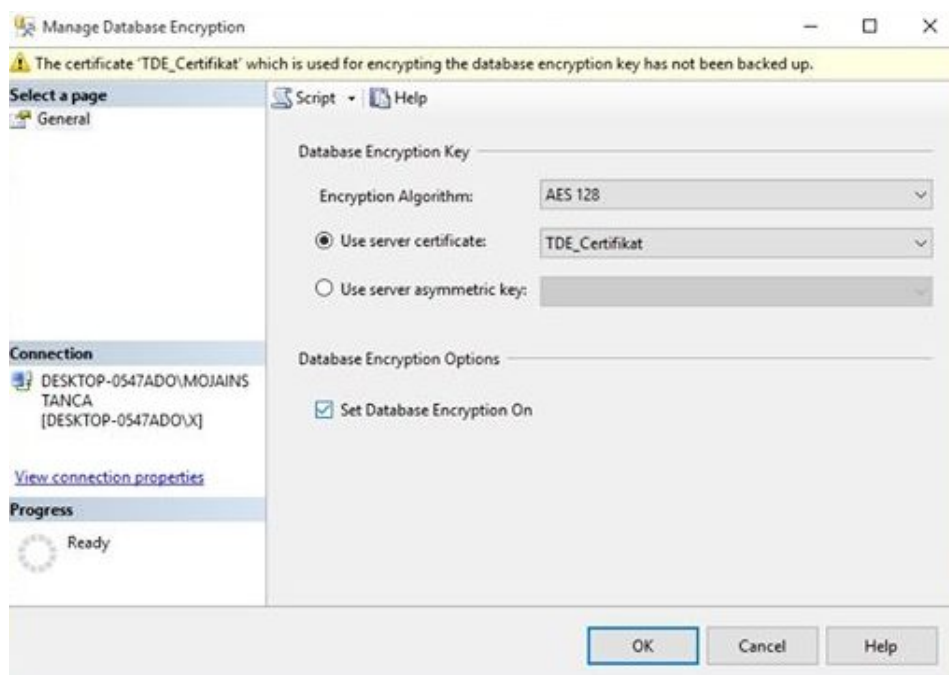 Manage Database Encryption
The certificate 'TDE_Certifikat' which is used for encrypting the database encryption key has not been backed up.
Select a page
General
Script
Help
Database Encryption Key
Encryption Algorithm:
AES 128
Use server certificate:
TDE_Certifikat
Use server asymmetric key:
Database Encryption Options
Set Database Encryption On
Connection
DESKTOP-0547ADO\MOJAINS
TANCA
[DESKTOP-0547ADO\X]
View connection properties
Progress
Ready
OK
Cancel
Help